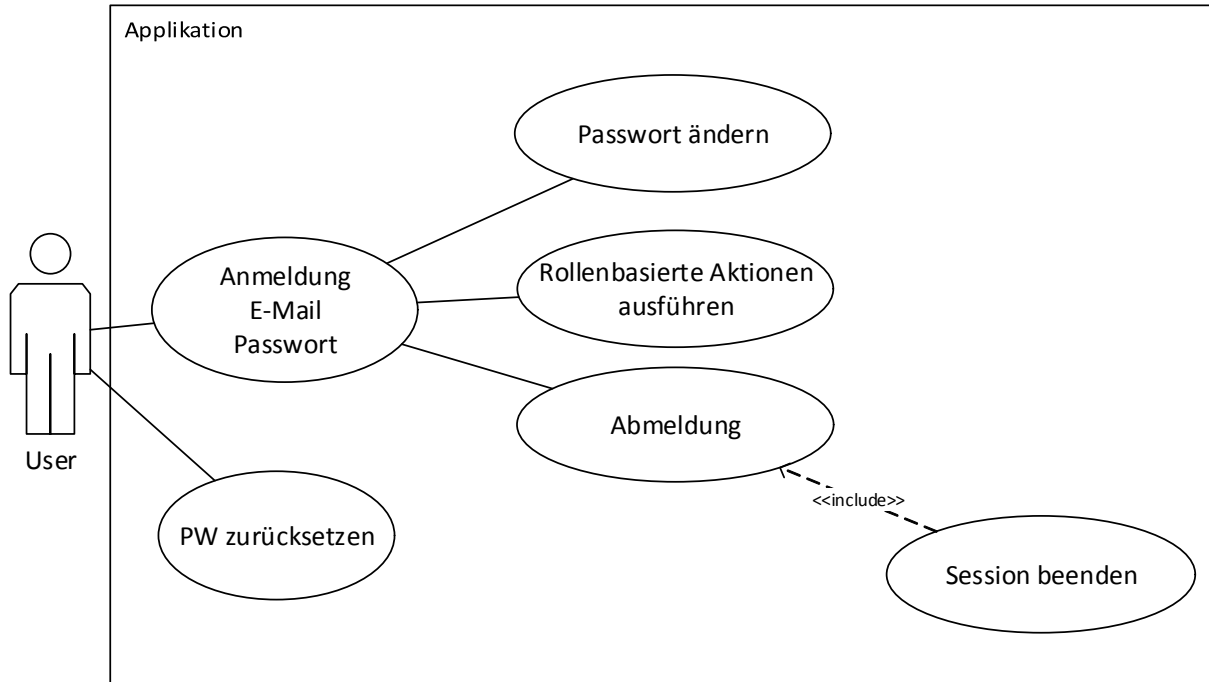 Applikation
Passwort ändern
Anmeldung
E-Mail
Passwort
Rollenbasierte Aktionen
ausführen
Abmeldung
User
<<include>>
PW zurücksetzen
Session beenden